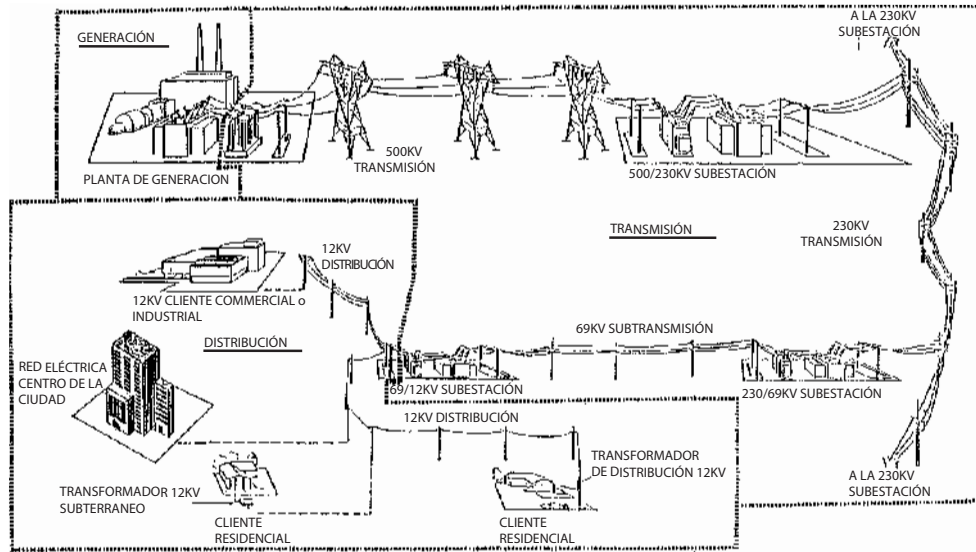 GENERACIÓN
A LA 230KV
SUBESTACIÓN
PLANTA DE GENERACION
500KV
TRANSMISIÓN
500/230KV SUBESTACIÓN
TRANSMISIÓN
230KV
TRANSMISIÓN
12KV
DISTRIBUCIÓN
12KV CLIENTE COMMERCIAL o
INDUSTRIAL
DISTRIBUCIÓN
69KV SUBTRANSMISIÓN
RED ELÉCTRICA
CENTRO DE LA
CIUDAD
69/12KV SUBESTACIÓN
230/69KV SUBESTACIÓN
12KV DISTRIBUCIÓN
TRANSFORMADOR
DE DISTRIBUCIÓN 12KV
A LA 230KV
SUBESTACIÓN
TRANSFORMADOR 12KV
SUBTERRANEO
CLIENTE
RESIDENCIAL
CLIENTE
RESIDENCIAL